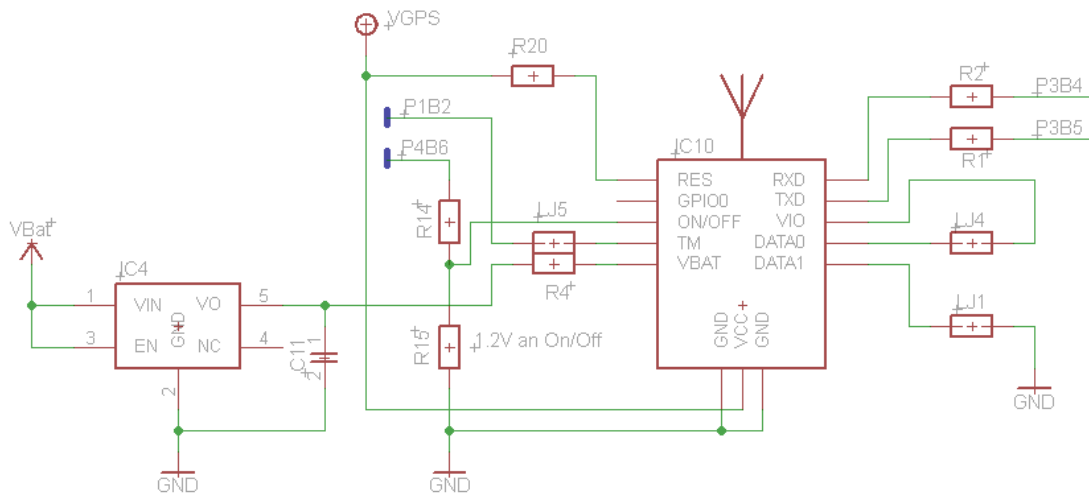 VGPS
R20
P1B2
P4B6
IC10
R2
P3B4
P3B5
R1
RES
GPIO0
ON/OFF
TM
VBAT
RXD
TXD
VIO
DATA0
DATA1
GND
VCC
GND
R14
LJ5
R4
LJ4
LJ1
GND
VBat
IC4
1
VIN
VO
5
3
EN
GND
NC
4
2
C11
1
2
R15
1.2V an On/Off
GND
GND